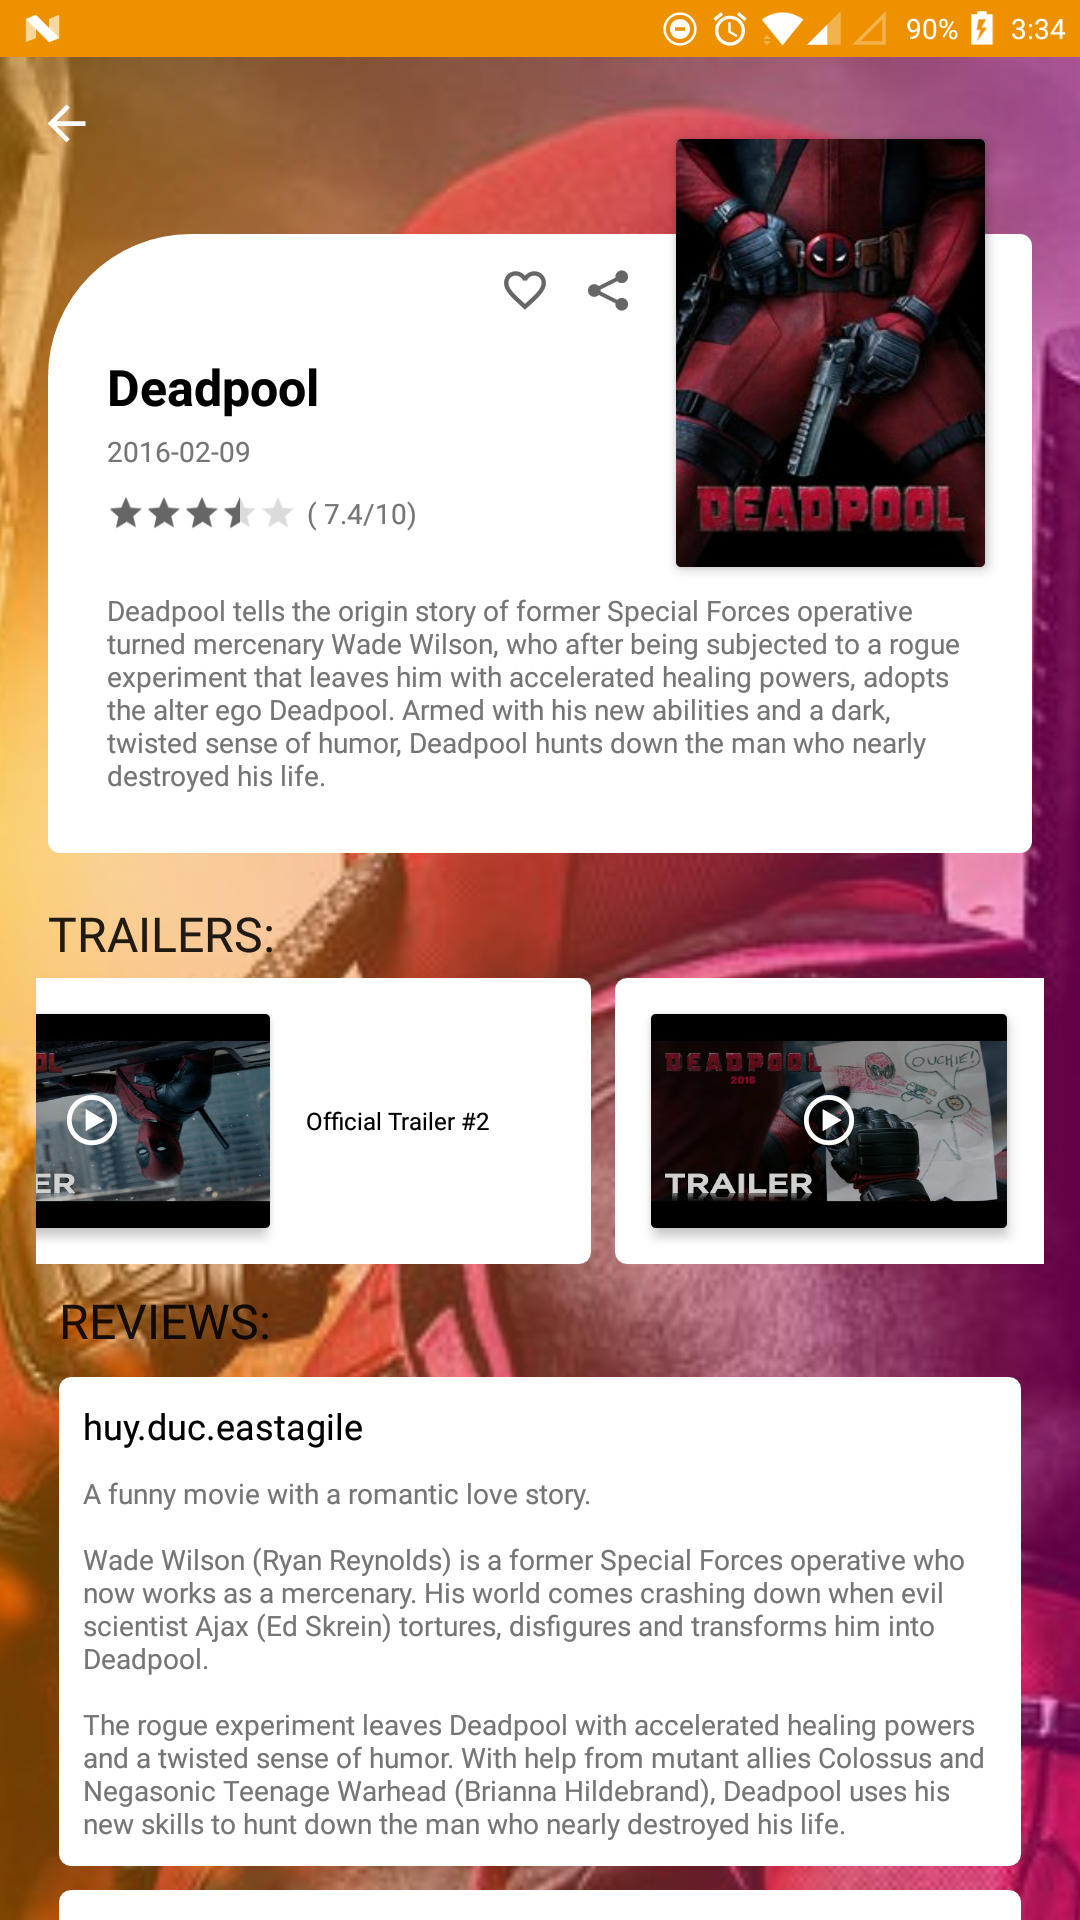 90% 3:34
Deadpool
2016-02-09
( 7.4/10)
DEADPOOL
Deadpool tells the origin story of former Special Forces operative
turned mercenary Wade Wilson, who after being subjected to a rogue
experiment that leaves him with accelerated healing powers, adopts
the alter ego Deadpool. Armed with his new abilities and a dark,
twisted sense of humor, Deadpool hunts down the man who nearly
destroyed his life.
TRAILERS:
OL
ER
Official Trailer #2
DEADPOOL
2016
OUCHIE!
TRAILER
REVIEWS:
huy.duc.eastagile
A funny movie with a romantic love story.
Wade Wilson (Ryan Reynolds) is a former Special Forces operative who
now works as a mercenary. His world comes crashing down when evil
scientist Ajax (Ed Skrein) tortures, disfigures and transforms him into
Deadpool.
The rogue experiment leaves Deadpool with accelerated healing powers
and a twisted sense of humor. With help from mutant allies Colossus and
Negasonic Teenage Warhead (Brianna Hildebrand), Deadpool uses his
new skills to hunt down the man who nearly destroyed his life.